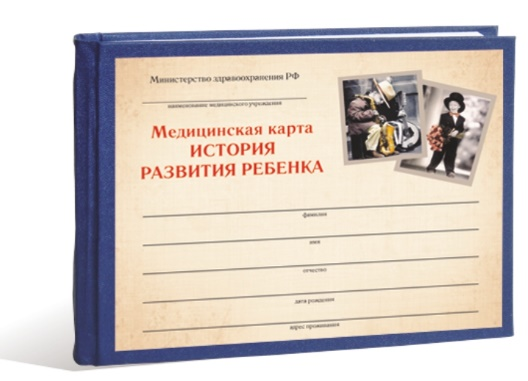 Министерство здравоохранения РФ
наименование медицинского учреждения
Медицинская карта
ИСТОРИЯ
РАЗВИТИЯ РЕБЕНКА
фамилия
имя
отчество
дата рождения
адрес проживания